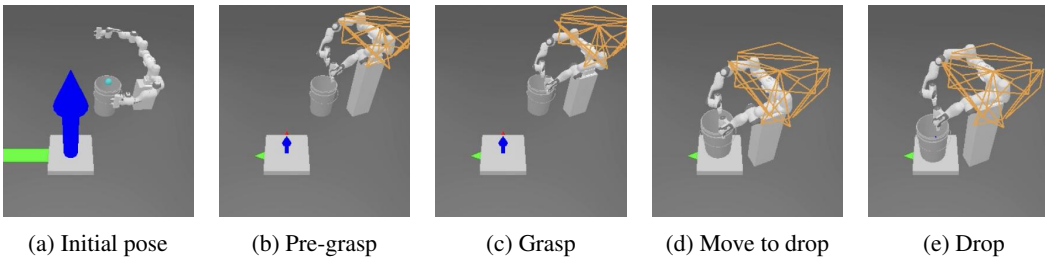 (a) Initial pose
(b) Pre-grasp
(c) Grasp
(d) Move to drop
(e) Drop